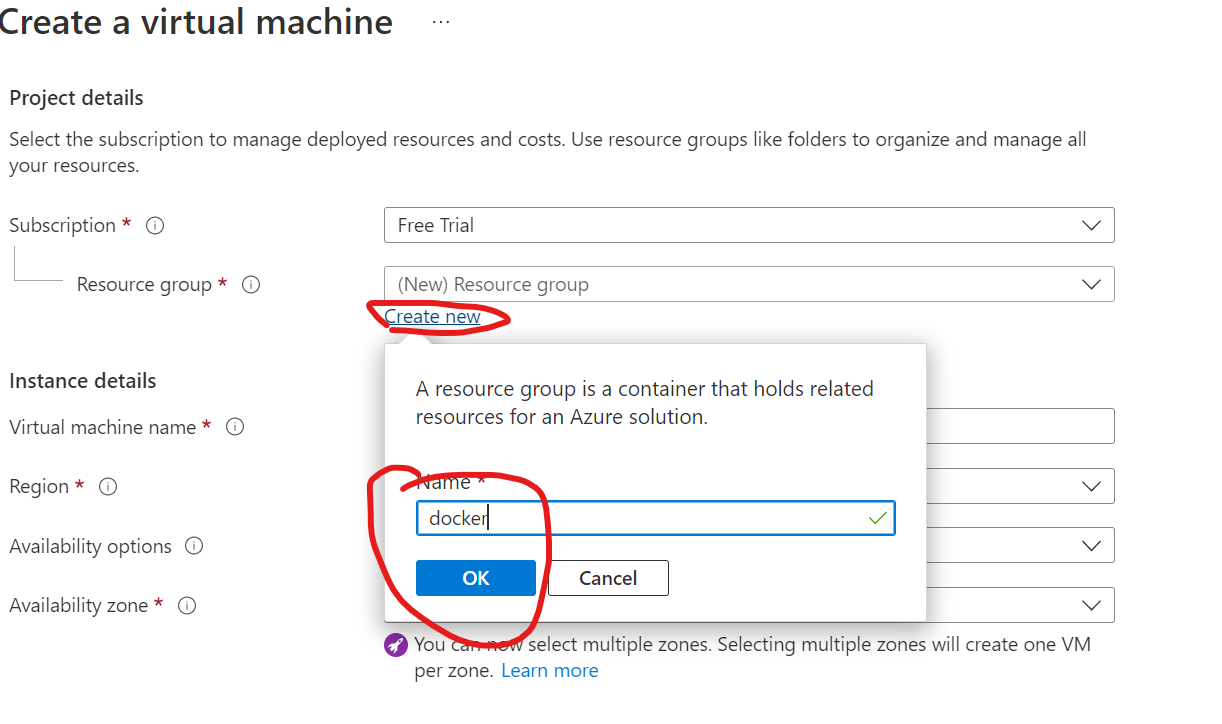 Create a virtual machine ...
Project details
Select the subscription to manage deployed resources and costs. Use resource groups like folders to organize and manage all
your resources.
Subscription *
Free Trial
Resource group *
(New) Resource group
Create new
A resource group is a container that holds related
resources for an Azure solution.
Instance details
Virtual machine name *
Name *
Region *
docker
Availability options
OK
Cancel
Availability zone *
You can now select multiple zones. Selecting multiple zones will create one VM
per zone. Learn more